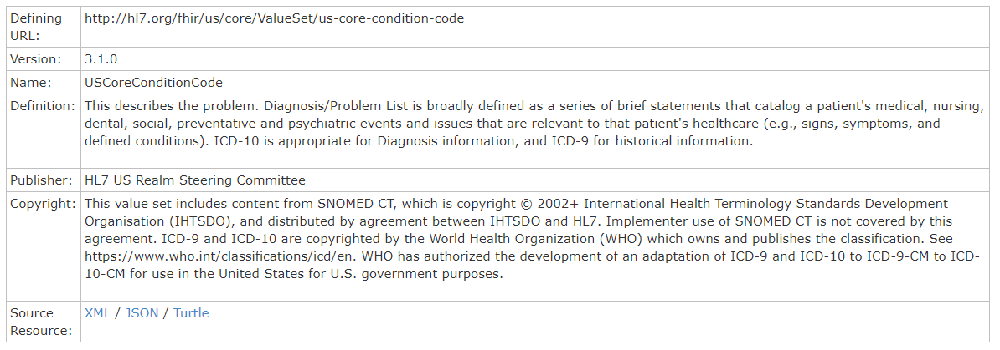 Defining URL: http://hl7.org/fhir/us/core/ValueSet/us-core-condition-code
Version: 3.1.0
Name: USCoreConditionCode
Definition: This describes the problem. Diagnosis/Problem List is broadly defined as a series of brief statements that catalog a patient's medical, nursing,
dental, social, preventative and psychiatric events and issues that are relevant to that patient's healthcare (e.g., signs, symptoms, and
defined conditions). ICD-10 is appropriate for Diagnosis information, and ICD-9 for historical information.
Publisher: HL7 US Realm Steering Committee
Copyright: This value set includes content from SNOMED CT, which is copyright © 2002+ International Health Terminology Standards Development
Organisation (IHTSDO), and distributed by agreement between IHTSDO and HL7. Implementer use of SNOMED CT is not covered by this
agreement. ICD-9 and ICD-10 are copyrighted by the World Health Organization (WHO) which owns and publishes the classification. See
https://www.who.int/classifications/icd/en. WHO has authorized the development of an adaptation of ICD-9 and ICD-10 to ICD-9-CM to ICD-
10-CM for use in the United States for U.S. government purposes.
Source Resource: XML / JSON / Turtle